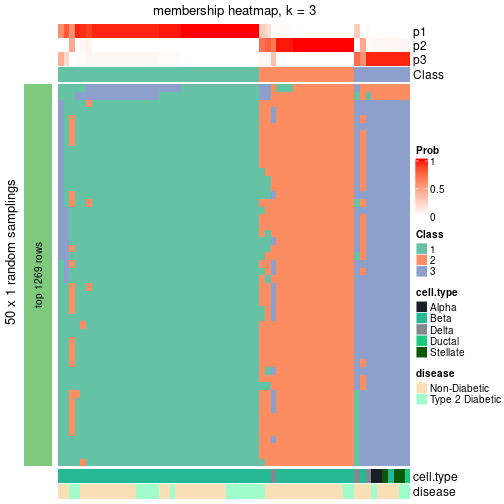 membership heatmap, k = 3
p1
p2
p3
Class
50 x 1 random samplings
top 1269 rows
cell.type
disease
Prob
1
0.5
0
Class
1
2
3
cell.type
Alpha
Beta
Delta
Ductal
Stellate
disease
Non-Diabetic
Type 2 Diabetic